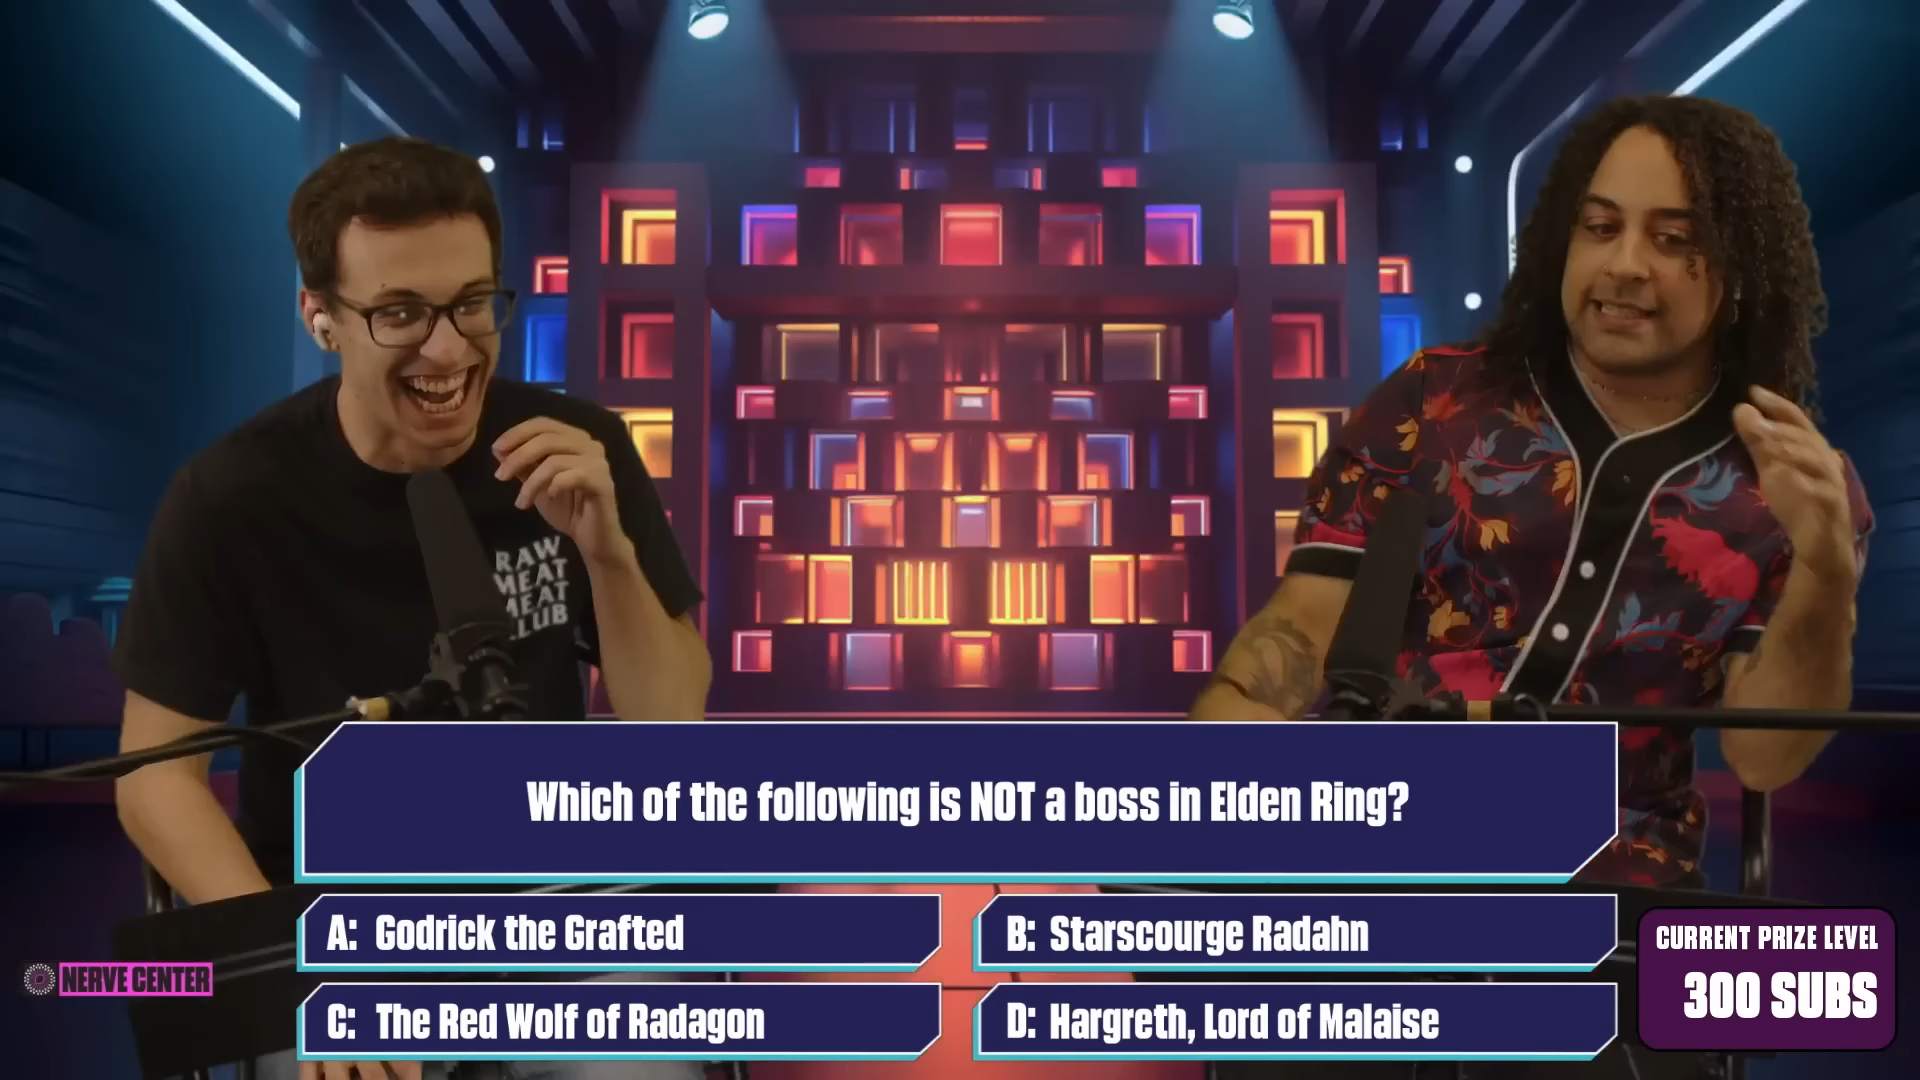 RAW
MEAT
MEAT
CLUB
Which of the following is NOT a boss in Elden Ring?
A: Godrick the Grafted
B: Starscourge Radahn
C: The Red Wolf of Radagon
D: Hargreth, Lord of Malaise
NERVE CENTER
CURRENT PRIZE LEVEL
300 SUBS